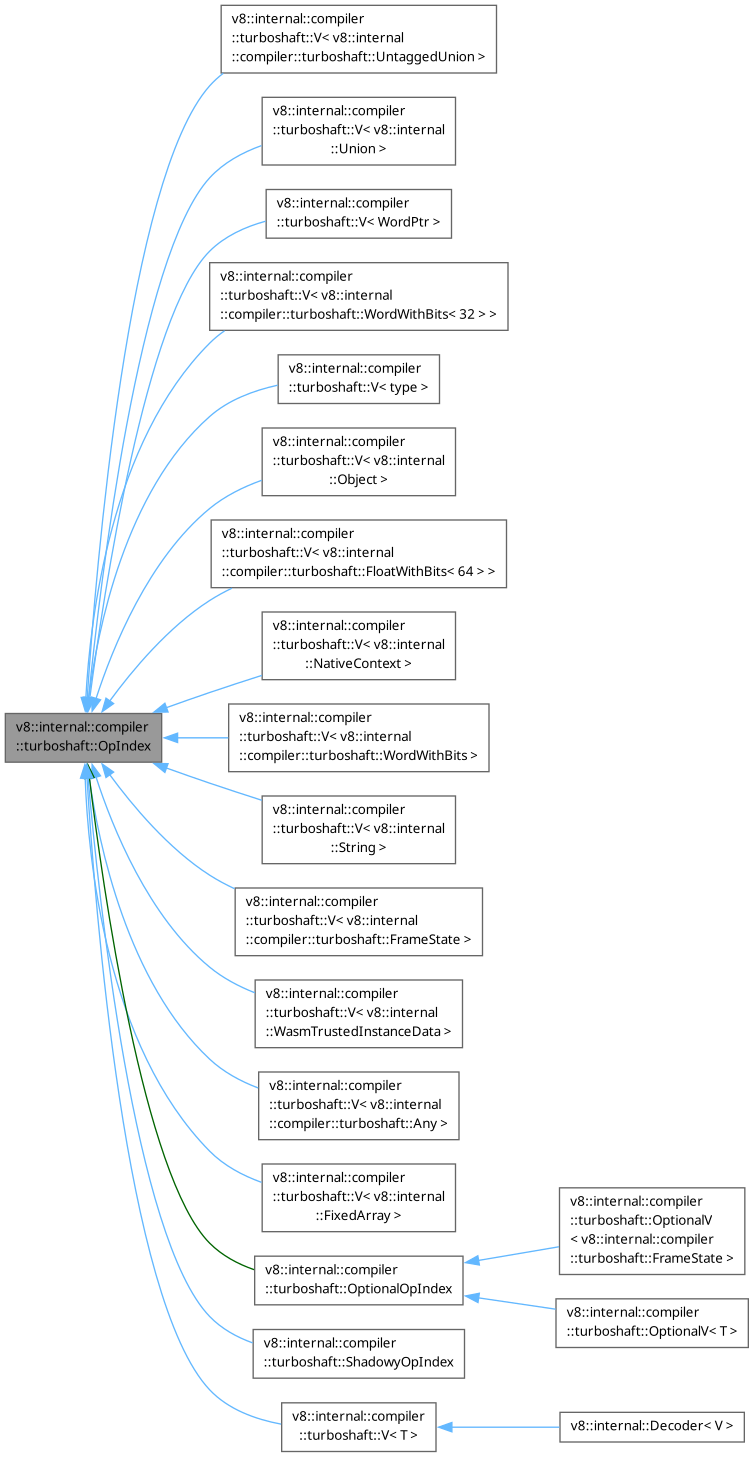 v8::internal::compiler
::turboshaft::V< v8::internal
::compiler::turboshaft::UntaggedUnion >
v8::internal::compiler
::turboshaft::V< v8::internal
::Union >
v8::internal::compiler
::turboshaft::V< WordPtr >
v8::internal::compiler
::turboshaft::V< v8::internal
::compiler::turboshaft::WordWithBits< 32 > >
v8::internal::compiler
::turboshaft::V< type >
v8::internal::compiler
::turboshaft::V< v8::internal
::Object >
v8::internal::compiler
::turboshaft::V< v8::internal
::compiler::turboshaft::FloatWithBits< 64 > >
v8::internal::compiler
::turboshaft::V< v8::internal
::NativeContext >
v8::internal::compiler
::turboshaft::OpIndex
v8::internal::compiler
::turboshaft::V< v8::internal
::compiler::turboshaft::WordWithBits >
v8::internal::compiler
::turboshaft::V< v8::internal
::String >
v8::internal::compiler
::turboshaft::V< v8::internal
::compiler::turboshaft::FrameState >
v8::internal::compiler
::turboshaft::V< v8::internal
::WasmTrustedInstanceData >
v8::internal::compiler
::turboshaft::V< v8::internal
::compiler::turboshaft::Any >
v8::internal::compiler
::turboshaft::V< v8::internal
::FixedArray >
v8::internal::compiler
::turboshaft::OptionalV
< v8::internal::compiler
::turboshaft::FrameState >
v8::internal::compiler
::turboshaft::OptionalOpIndex
v8::internal::compiler
::turboshaft::OptionalV< T >
v8::internal::compiler
::turboshaft::ShadowyOpIndex
v8::internal::compiler
::turboshaft::V< T >
v8::internal::Decoder< V >